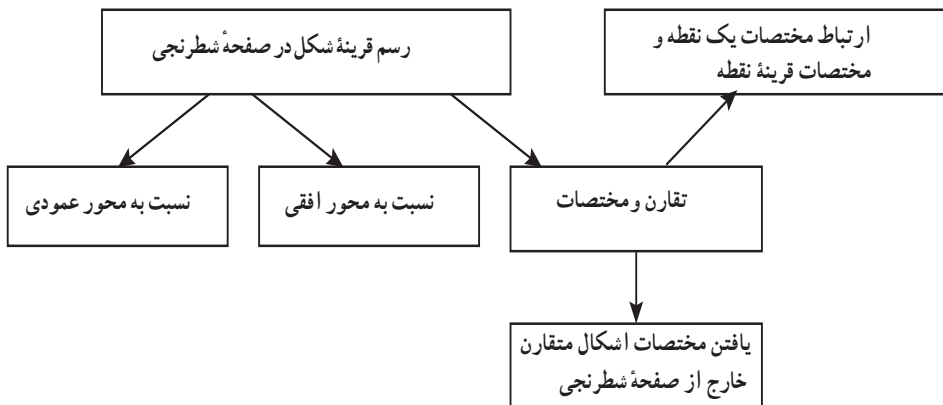 رسم قرینهٔ شکل در صفحهٔ شطرنجی
ارتباط مختصات یک نقطه و
مختصات قرینهٔ نقطه
نسبت به محور عمودی
نسبت به محور افقی
تقارن و مختصات
یافتن مختصات اشکال متقارن
خارج از صفحهٔ شطرنجی